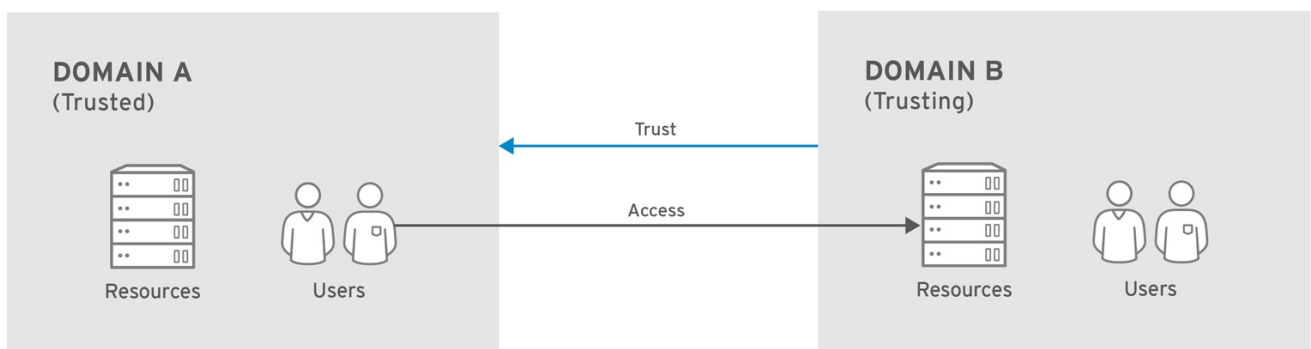 DOMAIN A
(Trusted)
Resources
Users
Trust
Access
DOMAIN B
(Trusting)
Resources
Users